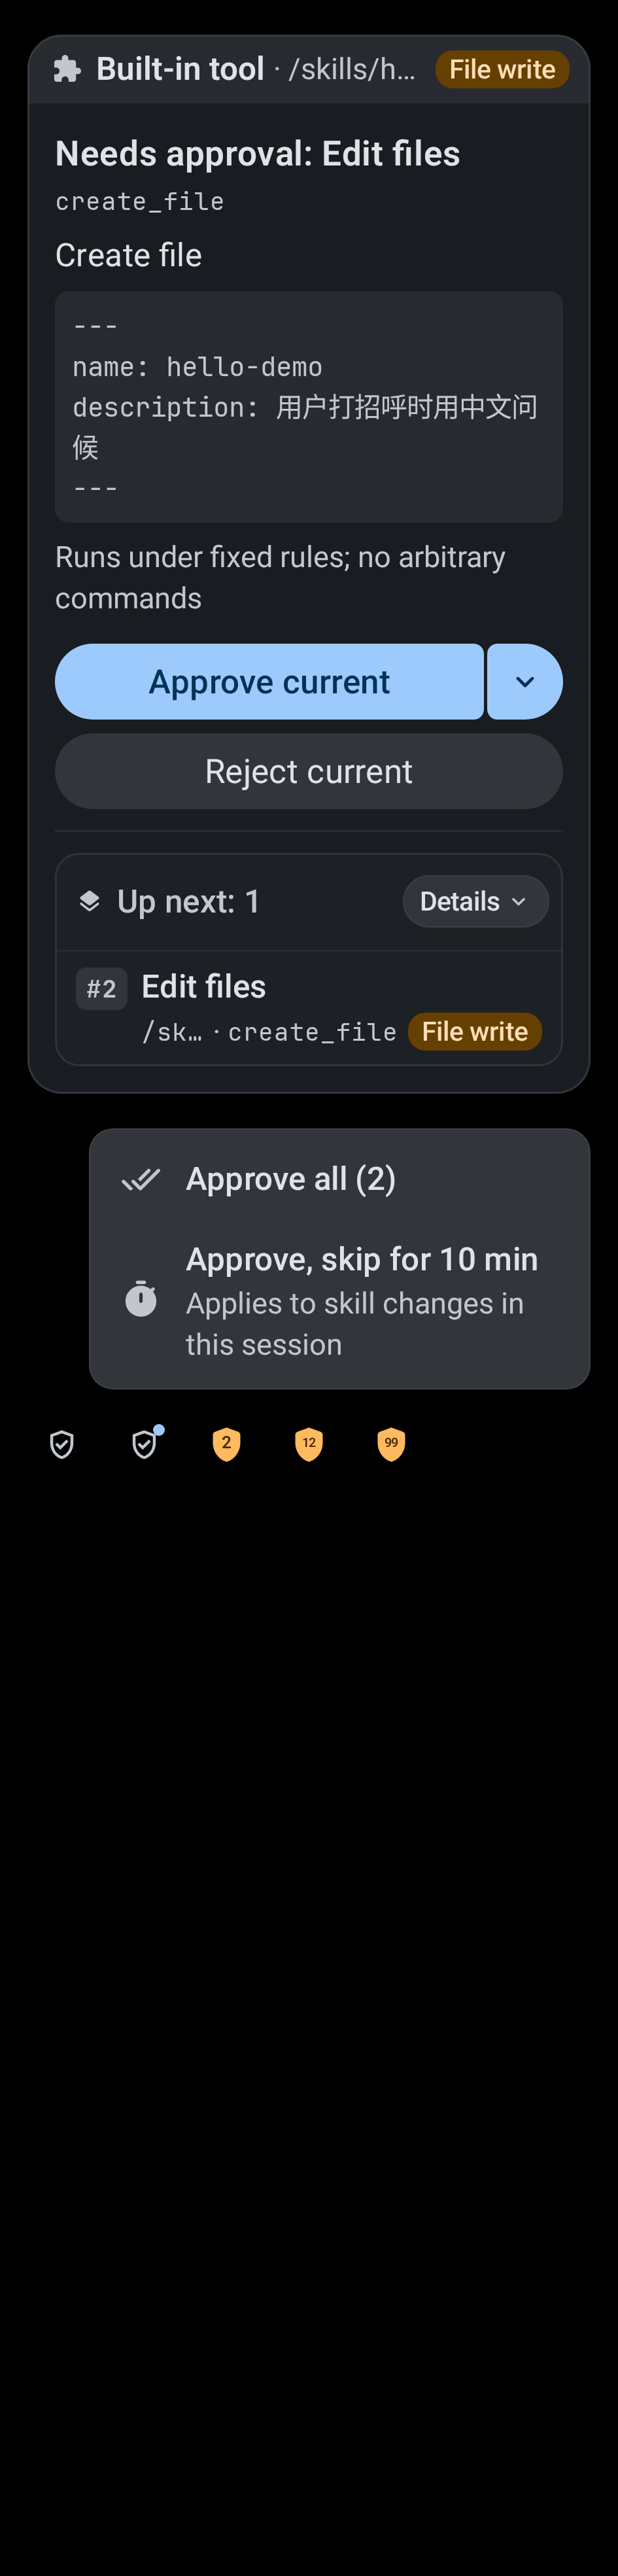 Built-in tool · /skills/h… File write
Needs approval: Edit files
create_file
Create file
---
name: hello-demo
description: 用户打招呼时用中文问
候
---
Runs under fixed rules; no arbitrary
commands
Approve current
Reject current
Up next: 1 Details
#2 Edit files
/sk… · create_file File write
Approve all (2)
Approve, skip for 10 min
Applies to skill changes in
this session
2 12 99